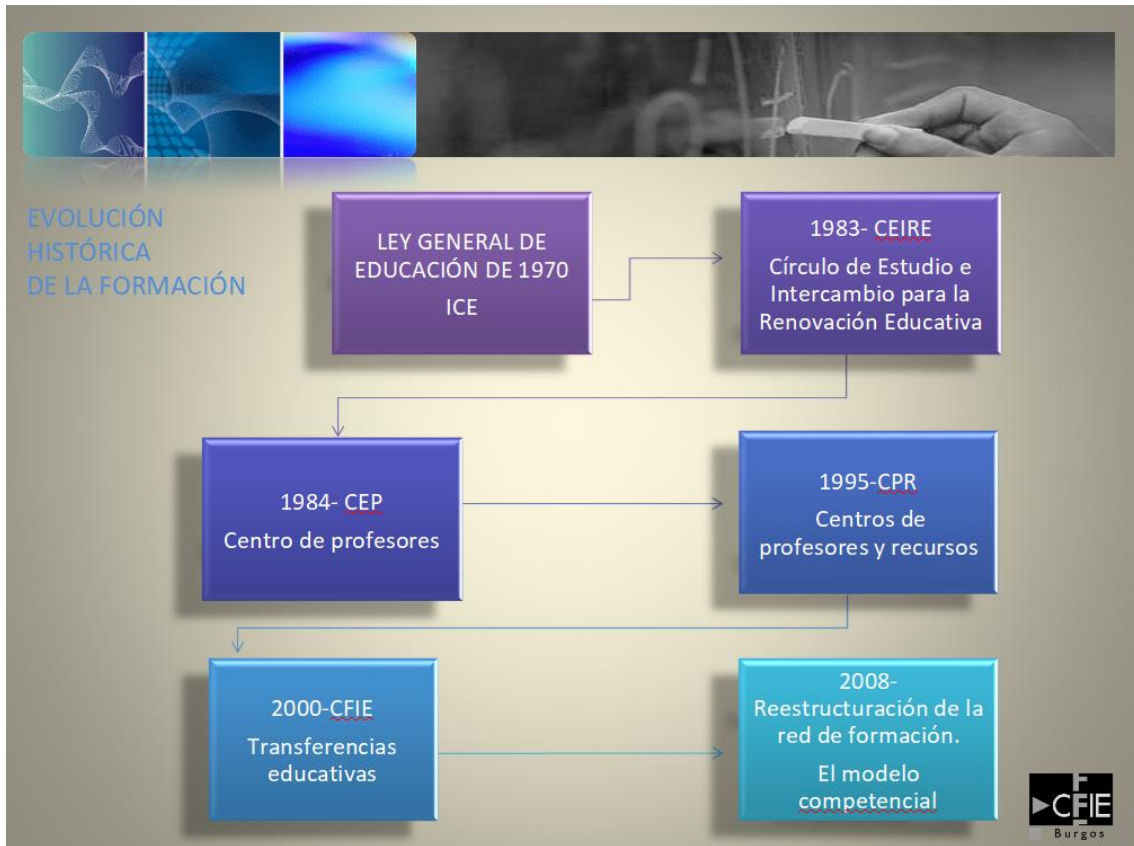 EVOLUCIÓN
HISTÓRICA
DE LA FORMACIÓN
LEY GENERAL DE
EDUCACIÓN DE 1970
ICE
1983- CEIRE
Círculo de Estudio e
Intercambio para la
Renovación Educativa
1984- CEP
Centro de profesores
1995-CPR
Centros de
profesores y recursos
2000-CFIE
Transferencias
educativas
2008-
Reestructuración de la
red de formación.
El modelo
competencial
CFIE
Burgos